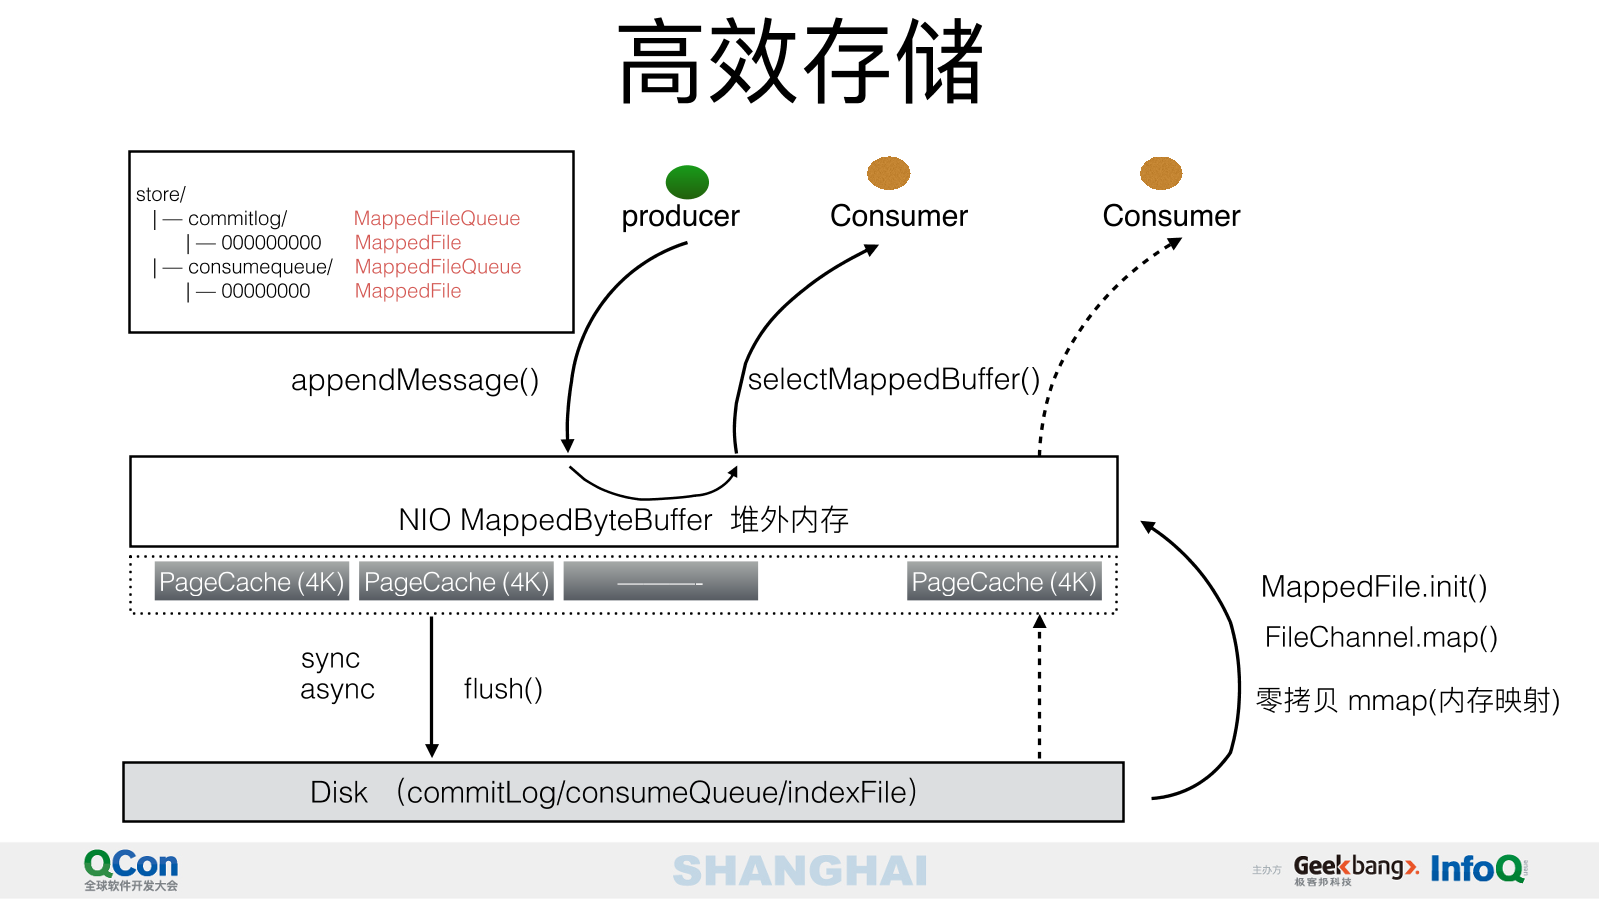 高效存储
store/
|— commitlog/ MappedFileQueue
|— 000000000 MappedFile
|— consumequeue/ MappedFileQueue
|— 00000000 MappedFile
producer
Consumer
Consumer
appendMessage()
selectMappedBuffer()
NIO MappedByteBuffer 堆外内存
PageCache (4K)
PageCache (4K)
————-
PageCache (4K)
MappedFile.init()
FileChannel.map()
零拷贝 mmap(内存映射)
sync
async
flush()
Disk （commitLog/consumeQueue/indexFile）
QCon
全球软件开发大会
SHANGHAI
主办方
Geekbang>.
极客邦科技
InfoQ